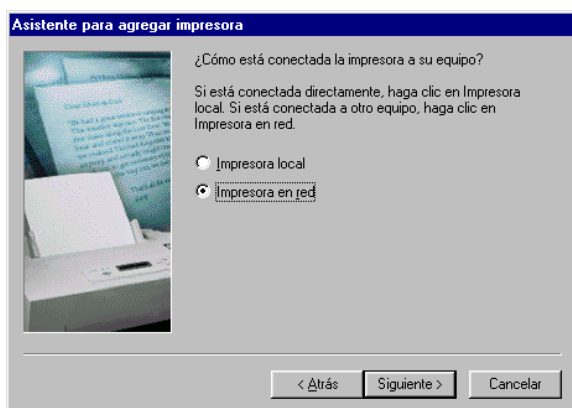 Asistente para agregar impresora
¿Cómo está conectada la impresora a su equipo?
Si está conectada directamente, haga clic en Impresora
local. Si está conectada a otro equipo, haga clic en
Impresora en red.
Impresora local
Impresora en red
< Atrás
Siguiente >
Cancelar